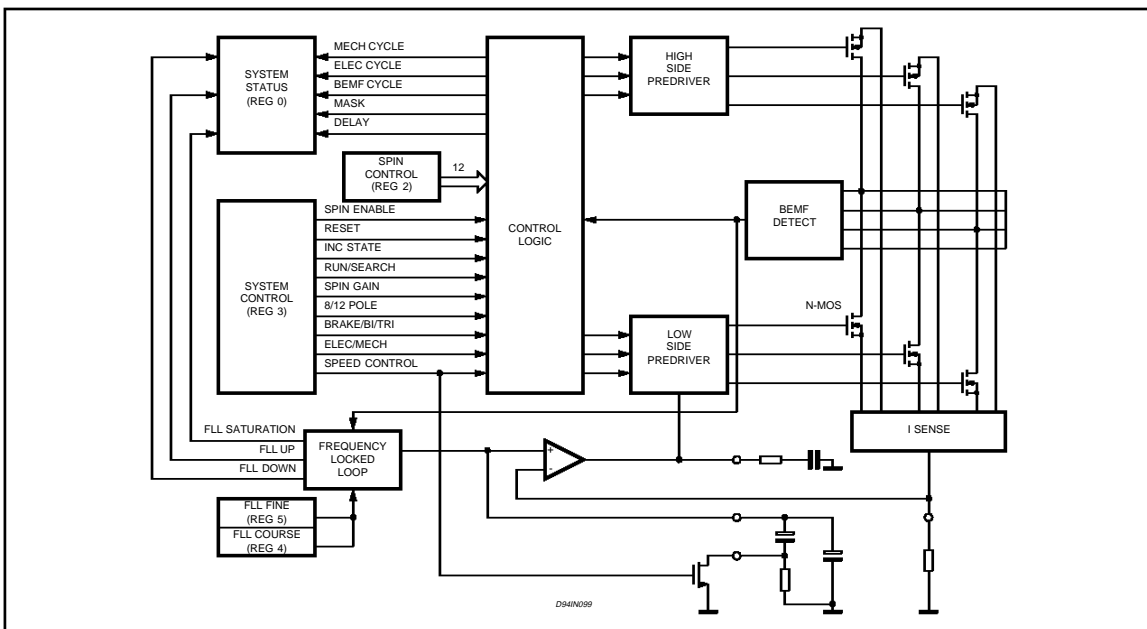 MECH CYCLE
ELEC CYCLE
BEMF CYCLE
MASK
DELAY
SYSTEM
STATUS
(REG 0)
HIGH
SIDE
PREDRIVER
SPIN
CONTROL
(REG 2)
12
CONTROL
LOGIC
BEMF
DETECT
SYSTEM
CONTROL
(REG 3)
SPIN ENABLE
RESET
INC STATE
RUN/SEARCH
SPIN GAIN
8/12 POLE
BRAKE/BI/TRI
ELEC/MECH
SPEED CONTROL
N-MOS
LOW
SIDE
PREDRIVER
I SENSE
FLL SATURATION
FLL UP
FLL DOWN
FREQUENCY
LOCKED
LOOP
+
-
FLL FINE
(REG 5)
FLL COURSE
(REG 4)
D94IN099